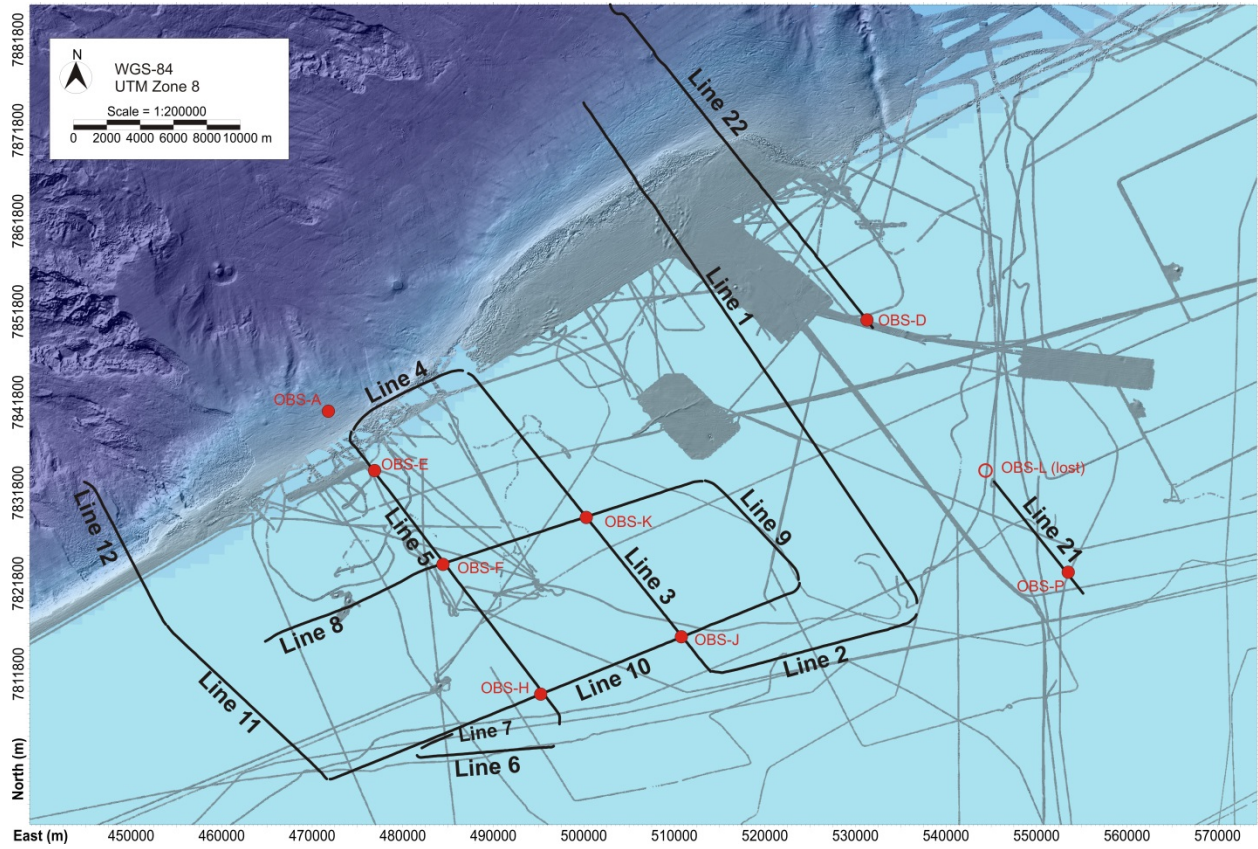 N
WGS-84
UTM Zone 8
Scale = 1:200000
0 2000 4000 6000 8000 10000 m
7881800
7871800
7861800
7851800
7841800
7831800
7821800
7811800
North (m)
Line 22
Line 1
OBS-D
Line 4
OBS-A
OBS-E
OBS-L (lost)
Line 12
OBS-K
Line 9
Line 21
Line 5
OBS-F
Line 3
OBS-P
Line 8
OBS-J
Line 2
Line 10
OBS-H
Line 11
Line 7
Line 6
East (m) 450000 460000 470000 480000 490000 500000 510000 520000 530000 540000 550000 560000 570000